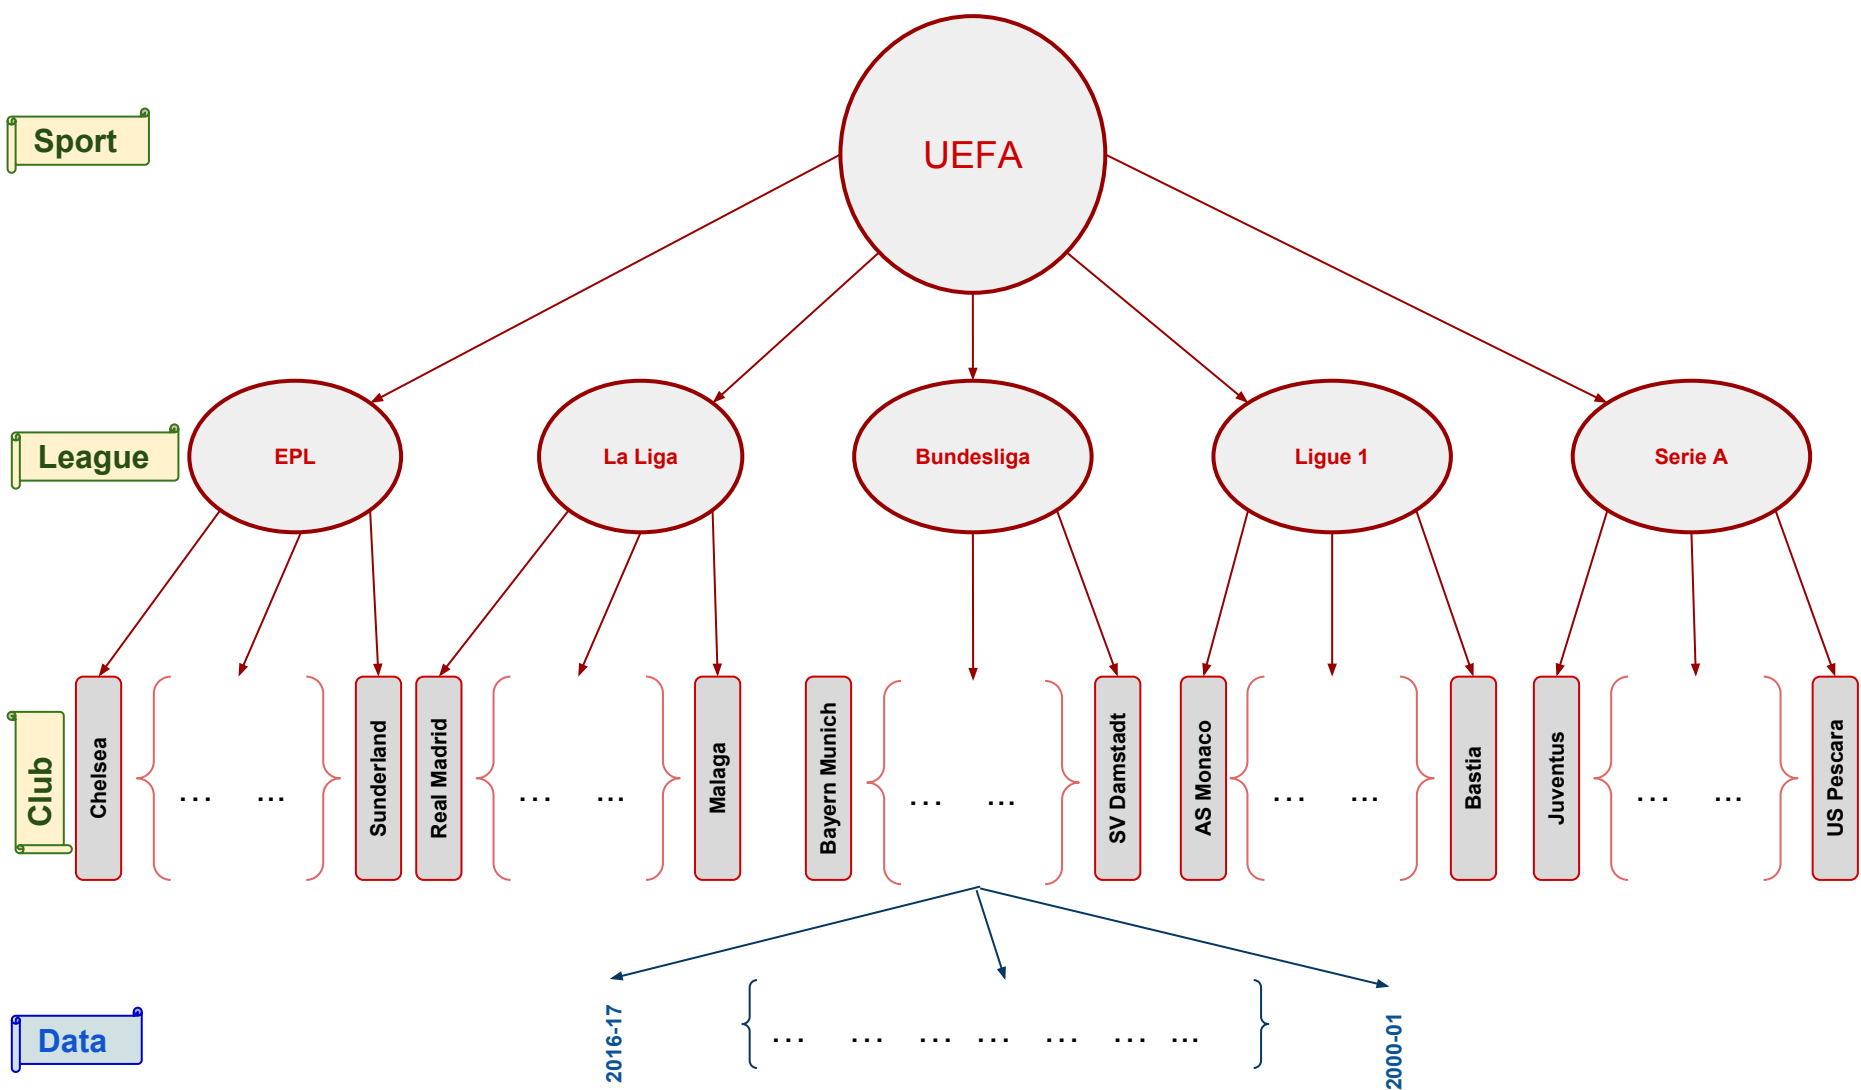 Sport
UEFA
League
EPL
La Liga
Bundesliga
Ligue 1
Serie A
Club
Chelsea
... ...
Sunderland
Real Madrid
... ...
Malaga
Bayern Munich
... ...
SV Damstadt
AS Monaco
... ...
Bastia
Juventus
... ...
US Pescara
Data
2016-17
... ... ... ... ... ... ...
2000-01